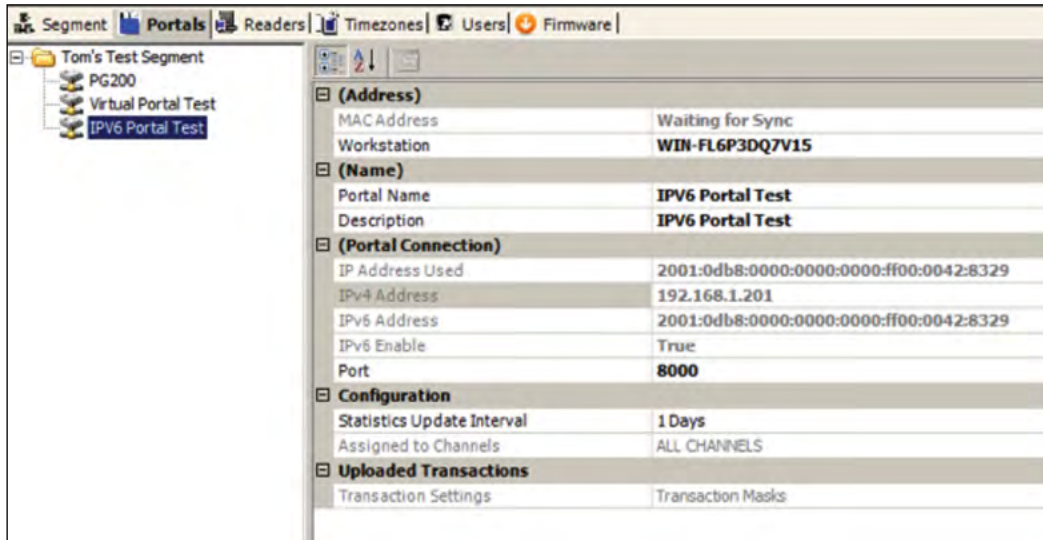 Segment Portals Readers Timezones Users Firmware
Tom's Test Segment
PG200
Virtual Portal Test
IPV6 Portal Test
(Address)
MAC Address Waiting for Sync
Workstation WIN-FL6P3DQ7V15
(Name)
Portal Name IPV6 Portal Test
Description IPV6 Portal Test
(Portal Connection)
IP Address Used 2001:0db8:0000:0000:0000:ff00:0042:8329
IPv4 Address 192.168.1.201
IPv6 Address 2001:0db8:0000:0000:0000:ff00:0042:8329
IPv6 Enable True
Port 8000
Configuration
Statistics Update Interval 1 Days
Assigned to Channels ALL CHANNELS
Uploaded Transactions
Transaction Settings Transaction Masks